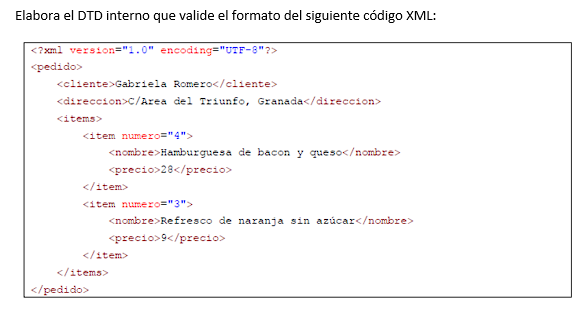 Elabora el DTD interno que valide el formato del siguiente código XML:
<?xml version="1.0" encoding="UTF-8"?>
<pedido>
<cliente>Gabriela Romero</cliente>
<direccion>C/Area del Triunfo, Granada</direccion>
<items>
<item numero="4">
<nombre>Hamburguesa de bacon y queso</nombre>
<precio>28</precio>
</item>
<item numero="3">
<nombre>Refresco de naranja sin azúcar</nombre>
<precio>9</precio>
</item>
</items>
</pedido>